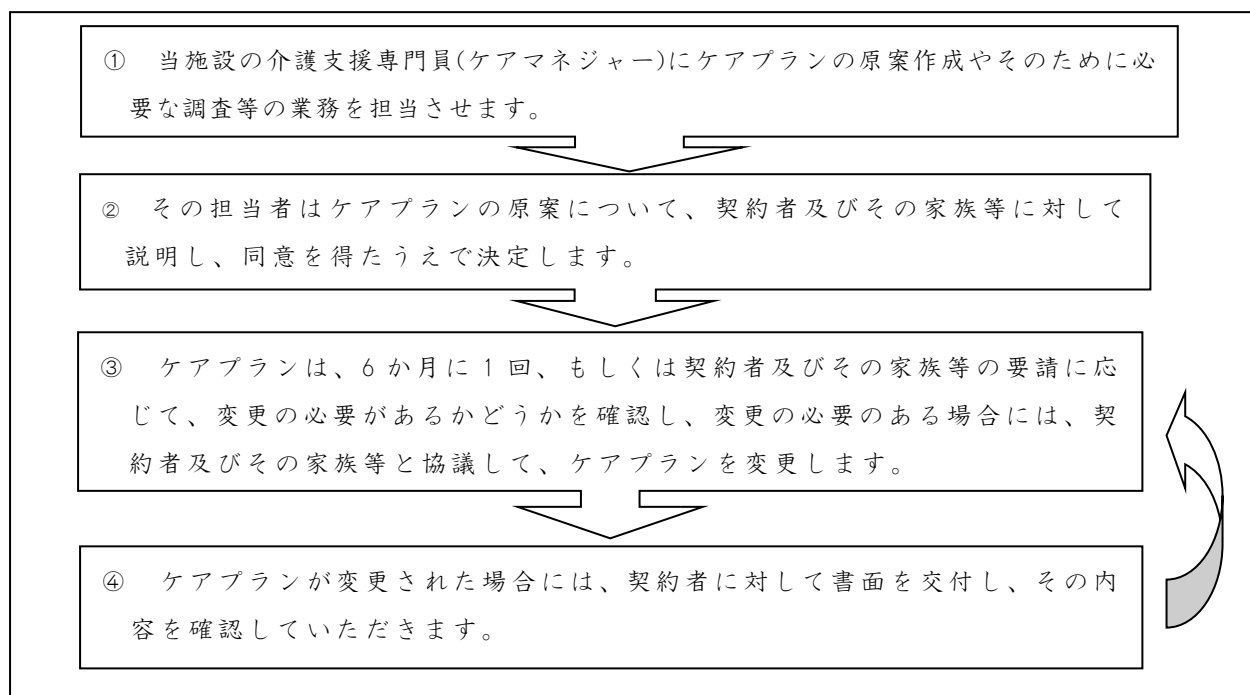 ① 当施設の介護支援専門員(ケアマネジャー)にケアプランの原案作成やそのために必
要な調査等の業務を担当させます。
② その担当者はケアプランの原案について、契約者及びその家族等に対して
説明し、同意を得たうえで決定します。
③ ケアプランは、6か月に1回、もしくは契約者及びその家族等の要請に応
じて、変更の必要があるかどうかを確認し、変更の必要のある場合には、契
約者及びその家族等と協議して、ケアプランを変更します。
④ ケアプランが変更された場合には、契約者に対して書面を交付し、その内
容を確認していただきます。